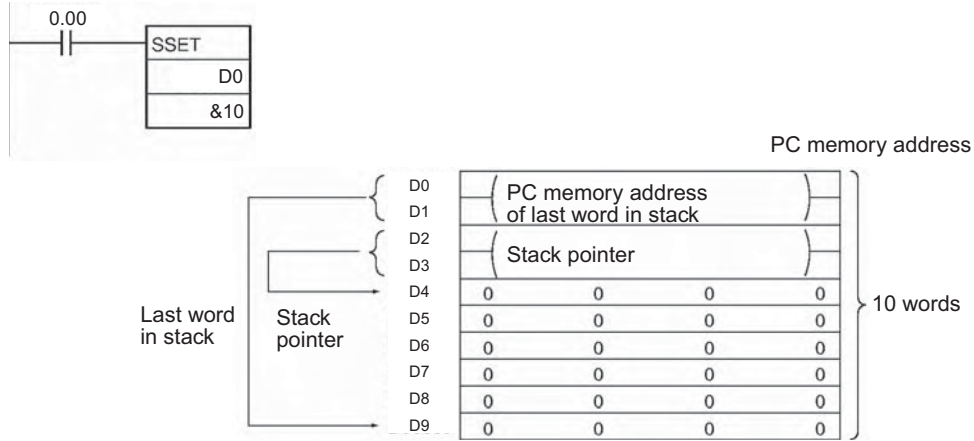 0.00
SSET
D0
&10
PC memory address
D0
D1
D2
D3
D4
D5
D6
D7
D8
D9
PC memory address
of last word in stack
Stack pointer
0 0 0 0
0 0 0 0
0 0 0 0
0 0 0 0
0 0 0 0
0 0 0 0
10 words
Last word
in stack
Stack
pointer